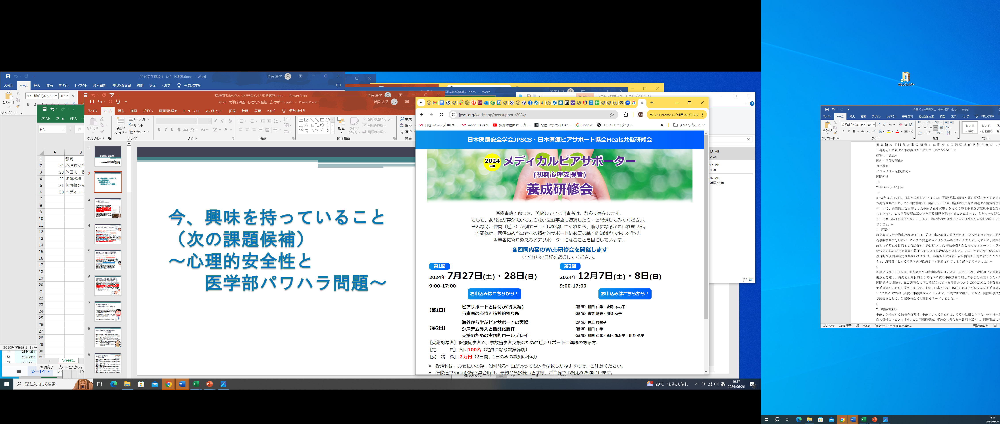 2019医学概論１ レポート課題.docx - Word
浜医 法学
ファイル ホーム 挿入 描画 デザイン レイアウト 参考資料 差し込み文書 校閲 表示 ヘルプ 何をしますか
ＭＳ 明朝 (本文のﾌ 10.5
貼り付け
クリップボード
ファイル ホーム 挿入
B3
A B
1 静岡
2 24 心理的安全
3 23 外国人、個
4 22 渡航移植
5 21 個情報のみ
6 20 メディエー
7
8
9
10
11
12
13
14
15
16
17
18
19
20
21
22
23
24
25
26
27
28
29
30
31
Sheet1
準備完了 アクセシビリティ:
2019医学概論１ レポー
31 25544284
32 25542930
33
シート1
透析患者のペイシェントハラスメントと応招義務.pptx - PowerPoint
浜医 法学
2023 大学院講義 心理的安全性、ピアサポート.pptx - PowerPoint
浜医 法学
ファイル ホーム 挿入 描画 デザイン 画面切り替え アニメーション スライド ショー 記録 校閲 表示 ヘルプ 何をしますか
貼り付け
新しい
スライド
レイアウト
リセット
セクション
配置
クイック
スタイル
図形の塗りつぶし
図形の枠線
図形の効果
検索
置換
選択
クリップボード スライド フォント 段落 図形描画 編集
1
2
3
4
5
6
7
8
9
今、興味を持っていること
（次の課題候補）
～心理的安全性と
医学部パワハラ問題～
司法判断枠組み.docx - Word
浜医 法学
検索ツール 心理的 - 検索場所: ローカル ディスク (D:)
oiso
oiso
浜医 法学
jpscs.org/workshop/peersupport/2024/
大磯
新しい Chrome をご利用いただけます
日程・結果 - プロ野球... Yahoo! JAPAN 多剤耐性菌アウトブレ... 配信コンテンツ | DAZ... Google ＴＫＣローライブラリー... すべてのブックマーク
日本医療安全学会JPSCS・日本医療ピアサポート協会Heals共催研修会
2024
年度
メディカルピアサポーター
(初期心理支援者)
養成研修会
医療事故で傷つき、苦悩している当事者は、数多く存在します。
もしも、あなたが突然思いもよらない医療事故に遭遇したら…と想像してみてください。
そんな時、仲間（ピア）が側でそっと耳を傾けてくれたら、助けになるかもしれません。
本研修は、医療事故当事者への精神的サポートに必要な基本的知識やスキルを学び、
当事者に寄り添えるピアサポーターになることを目指しています。
各回同内容のWeb研修会を開催します
いずれかの日程を選択してください。
第1回
2024年 7月27日(土)・28日(日)
9:00-17:00
お申込みはこちらから！
第2回
2024年 12月7日(土)・8日(日)
9:00-17:00
お申込みはこちらから！
【第1日】
ピアサポートとは何か(導入編) 〈講師〉和田 仁孝・永尾 るみ子
当事者の心情と精神的拠り所 〈講師〉吉益 晴夫・川谷 弘子
【第2日】
海外から学ぶピアサポートの実際 〈講師〉井上 真智子
システム導入と機能化要件 〈講師〉和田 仁孝
支援のための実践的ロールプレイ 〈講師〉和田 仁孝・永尾 るみ子・川谷 弘子
【受講対象者】医療従事者で、事故当事者支援のためのピアサポートに興味のある方。
【定 員】各回100名（定員になり次第締切）
【受 講 料】２万円（2日間。1日のみの参加は不可）
• 受講料は、お支払いの後、如何なる理由があっても返金は致しかねますので、ご注意ください。
• 研修途中zoom接続不具合時は、最初から接続し直す等、ご自身での対応をお願いします。
ここに入力して検索
29°C くもりのち晴れ
あ
16:37
2024/06/26
新しいフォルダー
消費者庁の再発防止 安全対策 .docx - Word
ファイル ホーム 挿入 描画 デザイン レイアウト 参考資料 差し込み文書 校閲 表示 ヘルプ 何をしますか
游明朝 (本文のフォ 10.5
貼り付け
あア亜 あア亜
標準 行間詰め
クリップボード フォント 段落 スタイル
世界初の「消費者事故調査」に関する国際標準が発行されました
～再発防止に資する事故調査を目指して（ISO 5665）～
標準化・認証
国内・国際標準化
普及啓発
ビジネス活用/研究開発
国際連携
2024 年 5 月 10 日
2024 年 4 月 19 日、日本が提案した ISO 5665「消費者事故調査～要求事項とガイダンス」
が発行されました。この国際標準は、製品、サービス、施設の利用等に関連する消費者事
について、再発防止を目的とした事故調査を実施するための要求事項及び推奨事項を規定
しています。この国際標準に基づいた事故調査を実施することによって、より安全な製品
サービス、施設を提供できるとともに、消費者の安全性、ひいては社会の安全性の向上に寄
与します。
1. 背景
航空機事故や労働事故の分野には、従来、事故調査の規格やガイダンスがありますが、消費
者事故調査の分野には、これまで共通のガイダンスがありませんでした。そのため、同種事
故の再発防止を目的とした調査が十分に行われず、事故の引き金となったヒューマンエラー
が特定されただけで調査を終了してしまう場合がありました。ヒューマンエラーが起こる
複合的な要因が特定されないままでは、再発防止に資する安全提言を十分に行うことがで
きず、消費者にとってのリスクが低減されず放置されてしまう恐れがありました。
そのような中、日本は、消費者事故調査実施者向けのガイダンスとして、責任追及や補償の
視点と分離し、再発防止を目的として行う消費者事故調査の理念や手法を確立するための
国際標準の開発を、ISO 理事会の下に設置されている委員会である COPOLCO（消費者政
策委員会）に対して提案しました。また、日本として、ISO におけるプロジェクト委員会の
1 つである PC329（消費者事故調査ガイドライン）の設立を主導し、さらに、国際幹事国及
び議長国として、当該委員会での議論をリードしました。
2. 規格の概要
事故から得られる情報や資料は、事故によって失われた、あるいは損なわれた、尊い身体や
命の犠牲の上にあります。この国際標準は、事故から得られた教訓を基とし、同種事故の再
1/2 ページ 1585 単語 日本語 アクセシビリティ: 問題ありません 表示設定
16:37
2024/06/26